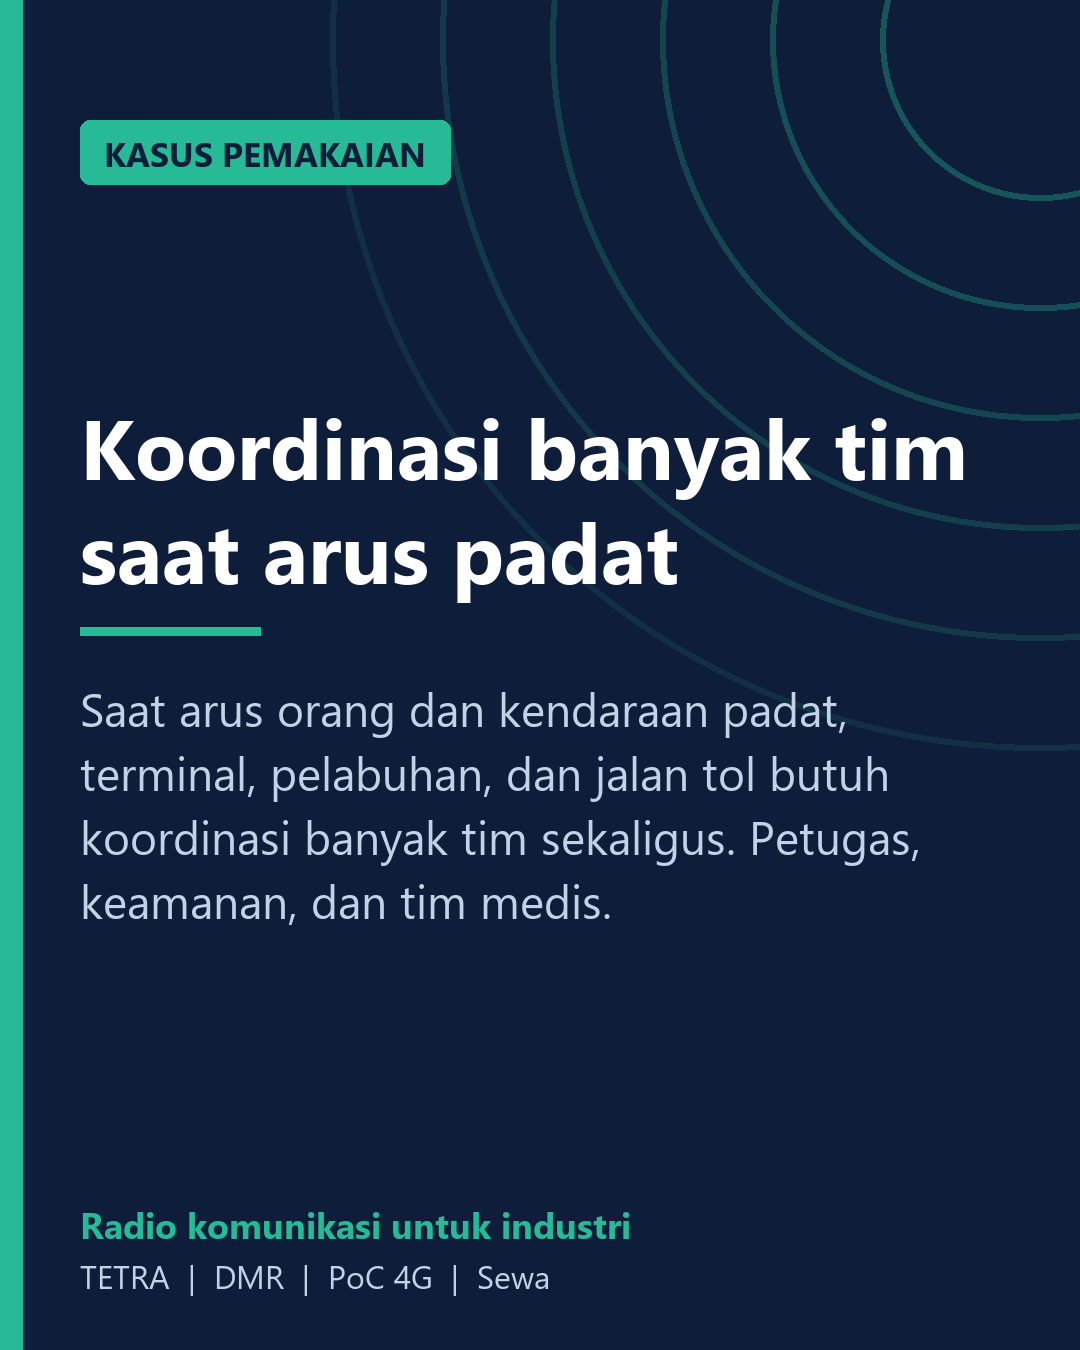 KASUS PEMAKAIAN
Koordinasi banyak tim
saat arus padat
Saat arus orang dan kendaraan padat,
terminal, pelabuhan, dan jalan tol butuh
koordinasi banyak tim sekaligus. Petugas,
keamanan, dan tim medis.
Radio komunikasi untuk industri
TETRA | DMR | PoC 4G | Sewa